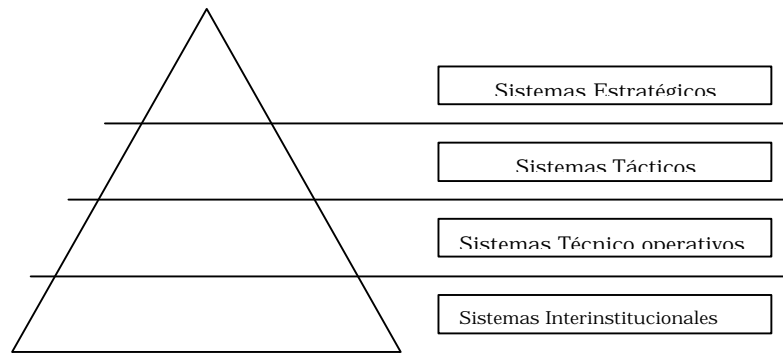 Sistemas Estratégicos
Sistemas Tácticos
Sistemas Técnico operativos
Sistemas Interinstitucionales